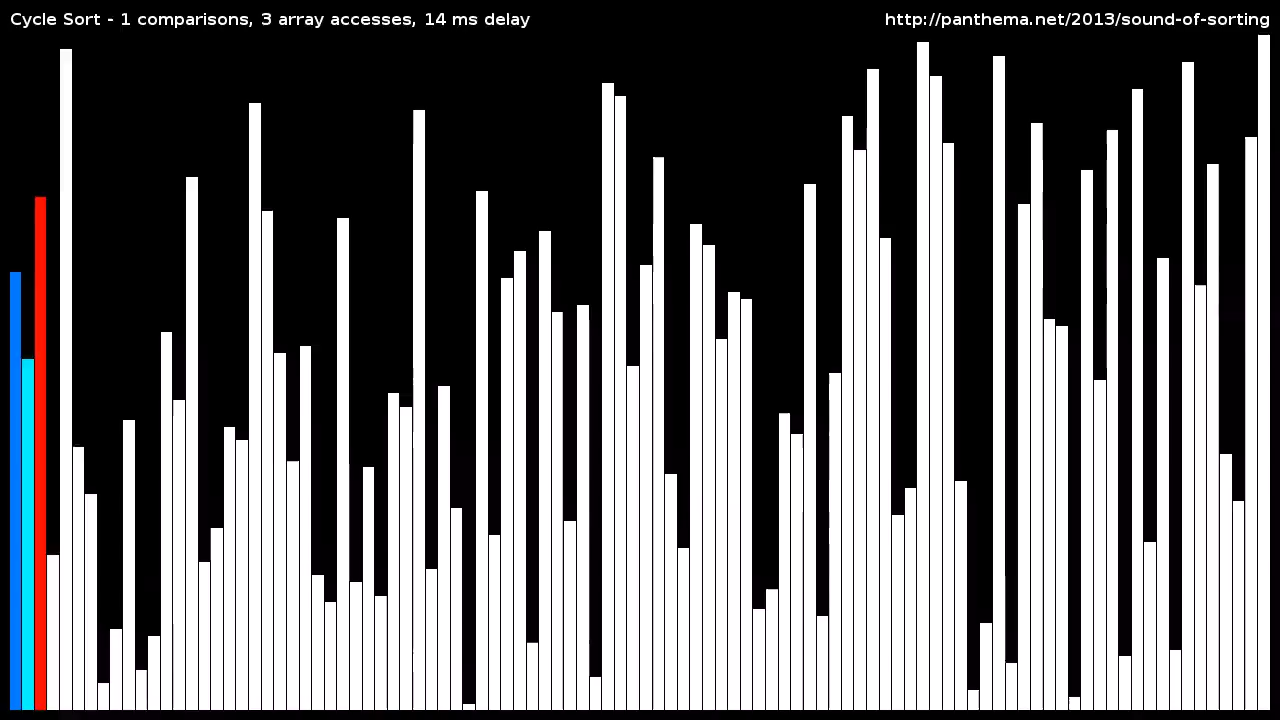 Cycle Sort - 1 comparisons, 3 array accesses, 14 ms delay
http://panthema.net/2013/sound-of-sorting